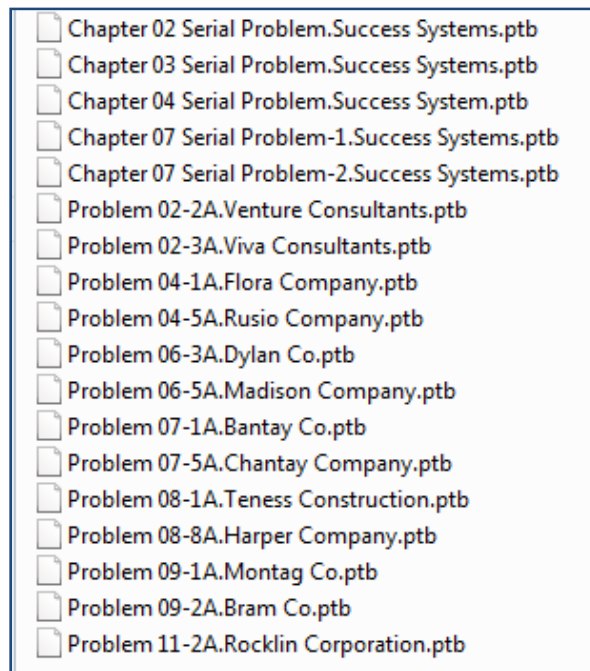 Chapter 02 Serial Problem.Success Systems.ptb
Chapter 03 Serial Problem.Success Systems.ptb
Chapter 04 Serial Problem.Success System.ptb
Chapter 07 Serial Problem-1.Success Systems.ptb
Chapter 07 Serial Problem-2.Success Systems.ptb
Problem 02-2A.Venture Consultants.ptb
Problem 02-3A.Viva Consultants.ptb
Problem 04-1A.Flora Company.ptb
Problem 04-5A.Rusio Company.ptb
Problem 06-3A.Dylan Co.ptb
Problem 06-5A.Madison Company.ptb
Problem 07-1A.Bantay Co.ptb
Problem 07-5A.Chantay Company.ptb
Problem 08-1A.Teness Construction.ptb
Problem 08-8A.Harper Company.ptb
Problem 09-1A.Montag Co.ptb
Problem 09-2A.Bram Co.ptb
Problem 11-2A.Rocklin Corporation.ptb